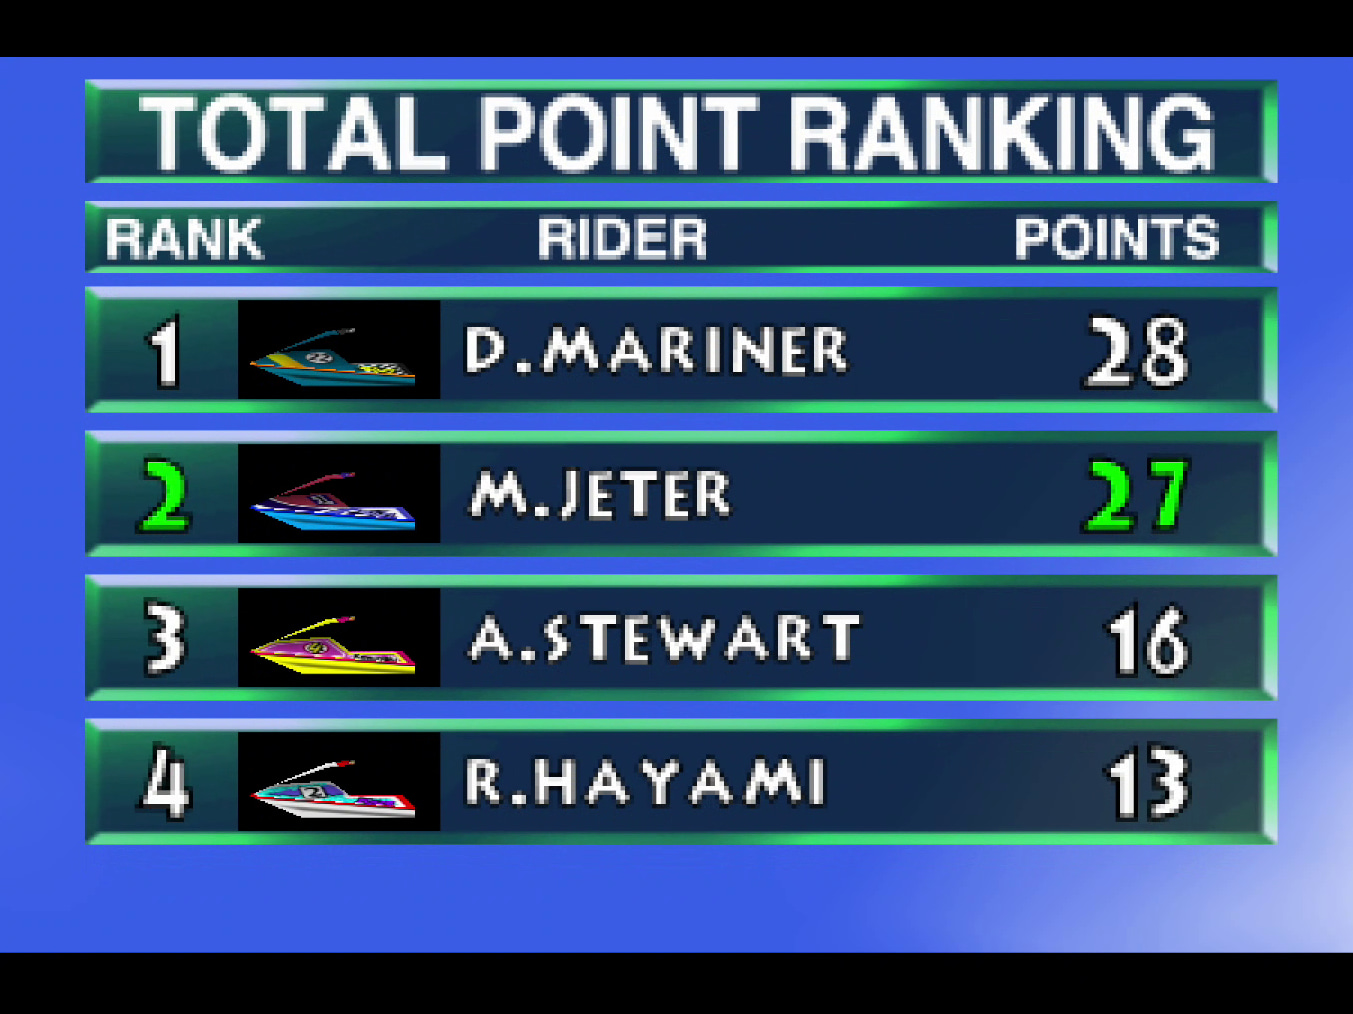 TOTAL POINT RANKING
RANK RIDER POINTS
1 D.MARINER 28
2 M.JETER 27
3 A.STEWART 16
4 R.HAYAMI 13